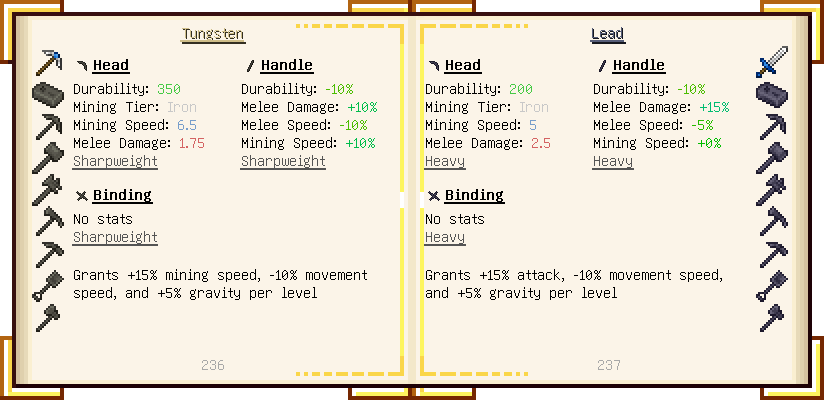 Tungsten
Head
Durability: 350
Mining Tier: Iron
Mining Speed: 6.5
Melee Damage: 1.75
Sharpweight
Handle
Durability: -10%
Melee Damage: +10%
Melee Speed: -10%
Mining Speed: +10%
Sharpweight
Binding
No stats
Sharpweight
Grants +15% mining speed, -10% movement
speed, and +5% gravity per level
236
Lead
Head
Durability: 200
Mining Tier: Iron
Mining Speed: 5
Melee Damage: 2.5
Heavy
Handle
Durability: -10%
Melee Damage: +15%
Melee Speed: -5%
Mining Speed: +0%
Heavy
Binding
No stats
Heavy
Grants +15% attack, -10% movement speed,
and +5% gravity per level
237